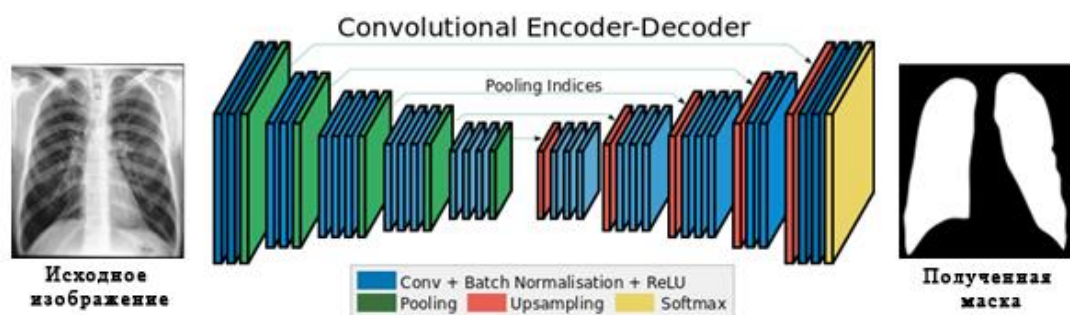 Convolutional Encoder-Decoder
Pooling Indices
Исходное
изображение
Conv + Batch Normalisation + ReLU
Pooling Upsampling Softmax
Полученная
маска